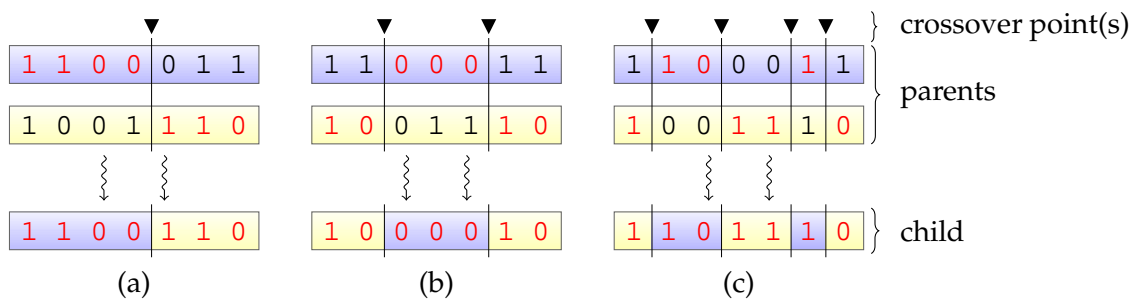 crossover point(s)
1 1 0 0 0 1 1 1 1 0 0 0 1 1 1 1 0 0 0 1 1
parents
1 0 0 1 1 1 0 1 0 0 1 1 1 0 1 0 0 1 1 1 0
1 1 0 0 1 1 0 1 0 0 0 0 1 0 1 1 0 1 1 1 0 child
(a) (b) (c)